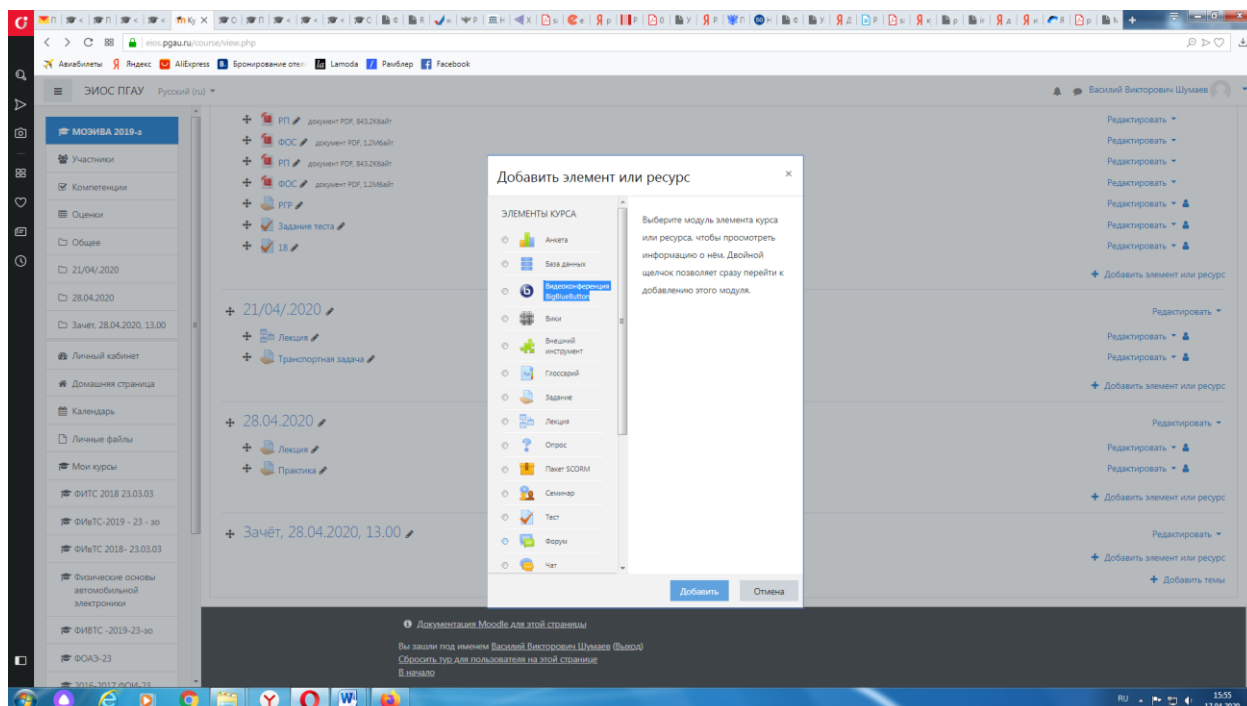 eios.pgau.ru/course/view.php
Авиабилеты Яндекс AliExpress Бронирование отел Lamoda Рамблер Facebook
ЭИОС ПГАУ Русский (ru) Василий Викторович Шумаев
МОЭИВА 2019-з
Участники
Компетенции
Оценки
Общее
21/04/.2020
28.04.2020
Зачёт, 28.04.2020, 13.00
Личный кабинет
Домашняя страница
Календарь
Личные файлы
Мои курсы
ФИТС 2018 23.03.03
ФИвТС-2019 - 23 - зо
ФИвТС 2018- 23.03.03
Физические основы
автомобильной
электроники
ФИВТС -2019-23-зо
ФОАЭ-23
2016-2017 ФОИ-23
РП документ PDF, 843.2Кбайт Редактировать
ФОС документ PDF, 1.2Мбайт Редактировать
РП документ PDF, 843.2Кбайт Редактировать
ФОС документ PDF, 1.2Мбайт Редактировать
РГР Редактировать
Задание теста Редактировать
18 Редактировать
Добавить элемент или ресурс
21/04/.2020 Редактировать
Лекция Редактировать
Транспортная задача Редактировать
Добавить элемент или ресурс
28.04.2020 Редактировать
Лекция Редактировать
Практика Редактировать
Добавить элемент или ресурс
Зачёт, 28.04.2020, 13.00 Редактировать
Добавить элемент или ресурс
Добавить темы
Добавить элемент или ресурс ×
ЭЛЕМЕНТЫ КУРСА
Анкета
База данных
Видеоконференция
BigBlueButton
Вики
Внешний
инструмент
Глоссарий
Задание
Лекция
Опрос
Пакет SCORM
Семинар
Тест
Форум
Чат
Выберите модуль элемента курса
или ресурса, чтобы просмотреть
информацию о нём. Двойной
щелчок позволяет сразу перейти к
добавлению этого модуля.
Добавить Отмена
Документация Moodle для этой страницы
Вы зашли под именем Василий Викторович Шумаев (Выход)
Сбросить тур для пользователя на этой странице
В начало
RU 15:55
17.04.2020